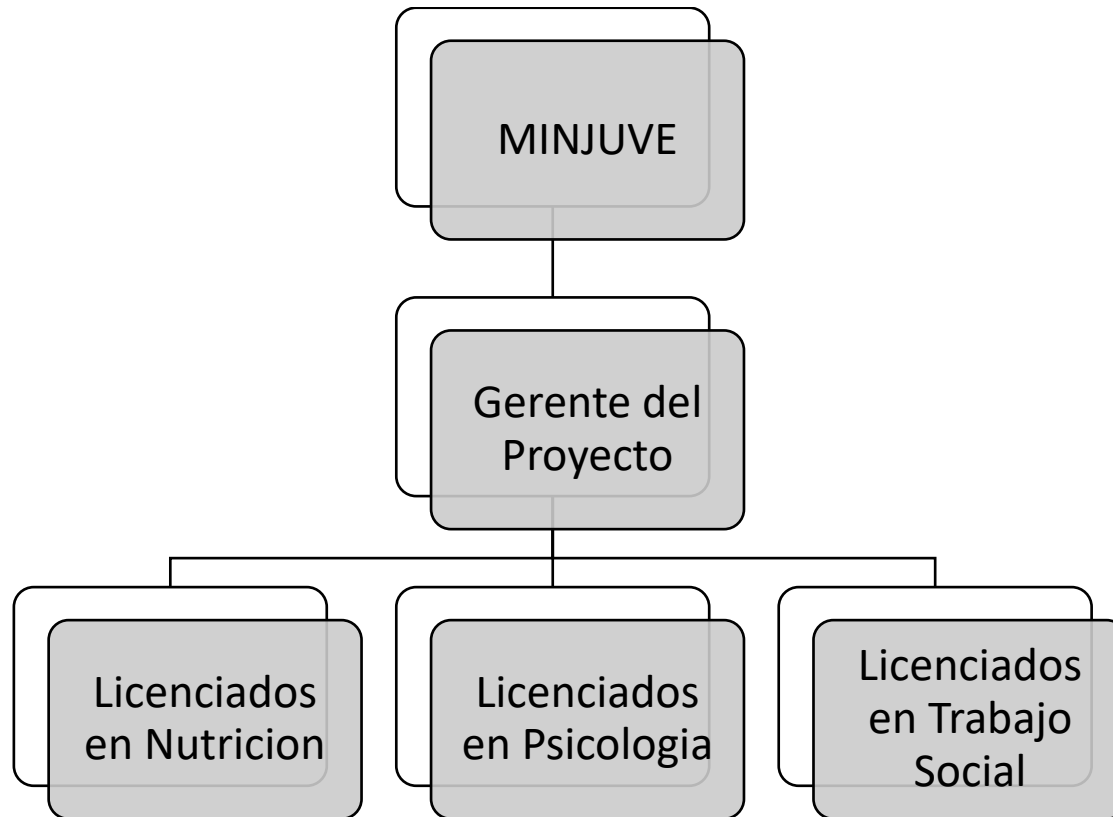 MINJUVE
Gerente del
Proyecto
Licenciados
en Nutricion
Licenciados
en Psicologia
Licenciados
en Trabajo
Social